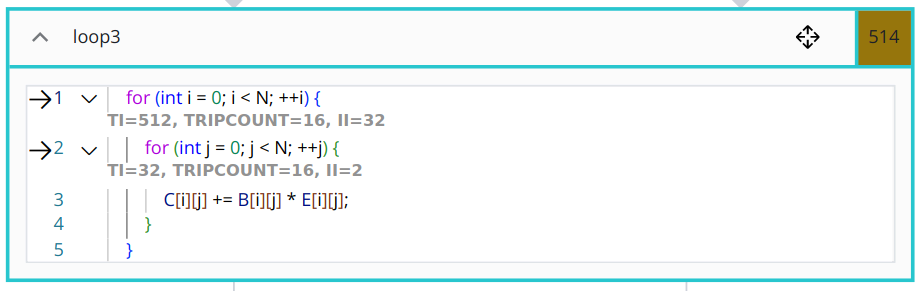 loop3
514
1 for (int i = 0; i < N; ++i) {
TI=512, TRIPCOUNT=16, II=32
2 for (int j = 0; j < N; ++j) {
TI=32, TRIPCOUNT=16, II=2
3 C[i][j] += B[i][j] * E[i][j];
4 }
5 }